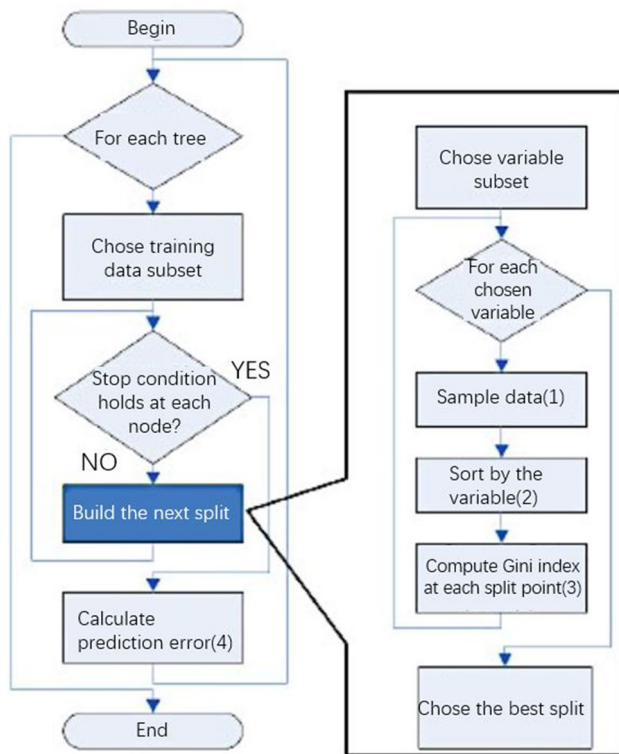 Begin
For each tree
Chose training
data subset
Stop condition
holds at each
node?
YES
NO
Build the next split
Calculate
prediction error(4)
End
Chose variable
subset
For each
chosen
variable
Sample data(1)
Sort by the
variable(2)
Compute Gini index
at each split point(3)
Chose the best split